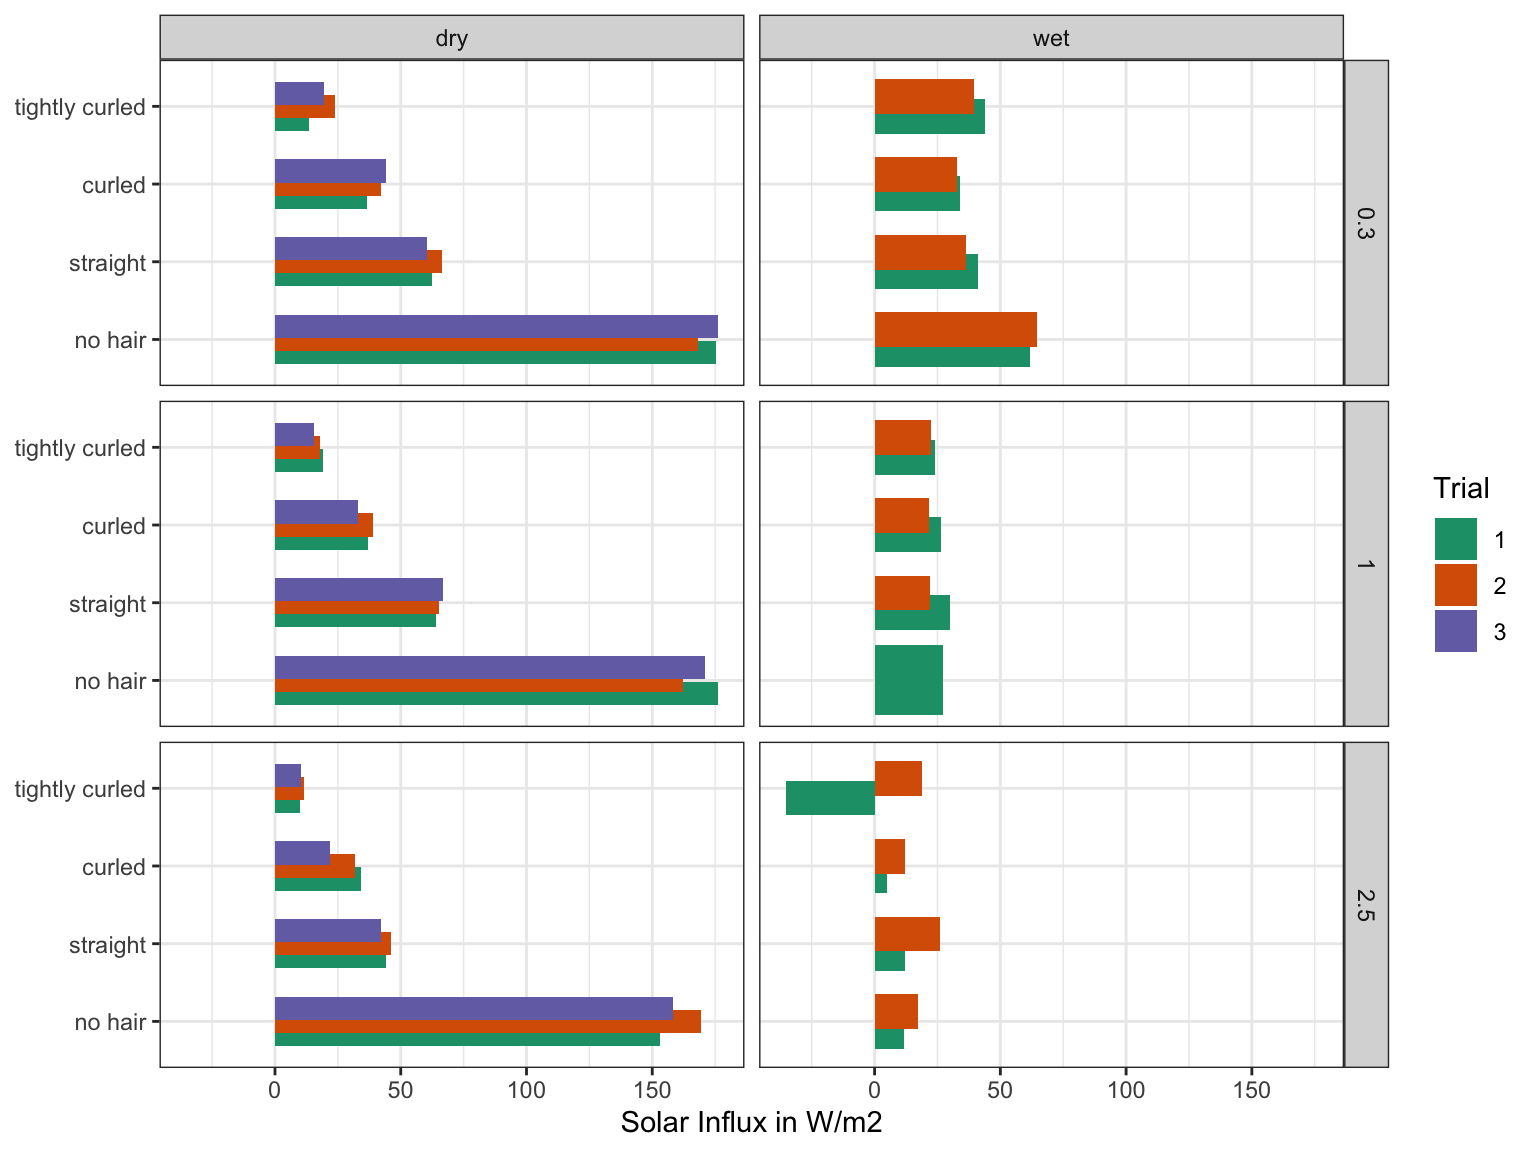 dry
wet
tightly curled
curled
straight
no hair
0.3
tightly curled
curled
straight
no hair
1
tightly curled
curled
straight
no hair
2.5
0 50 100 150
0 50 100 150
Solar Influx in W/m2
Trial
1
2
3